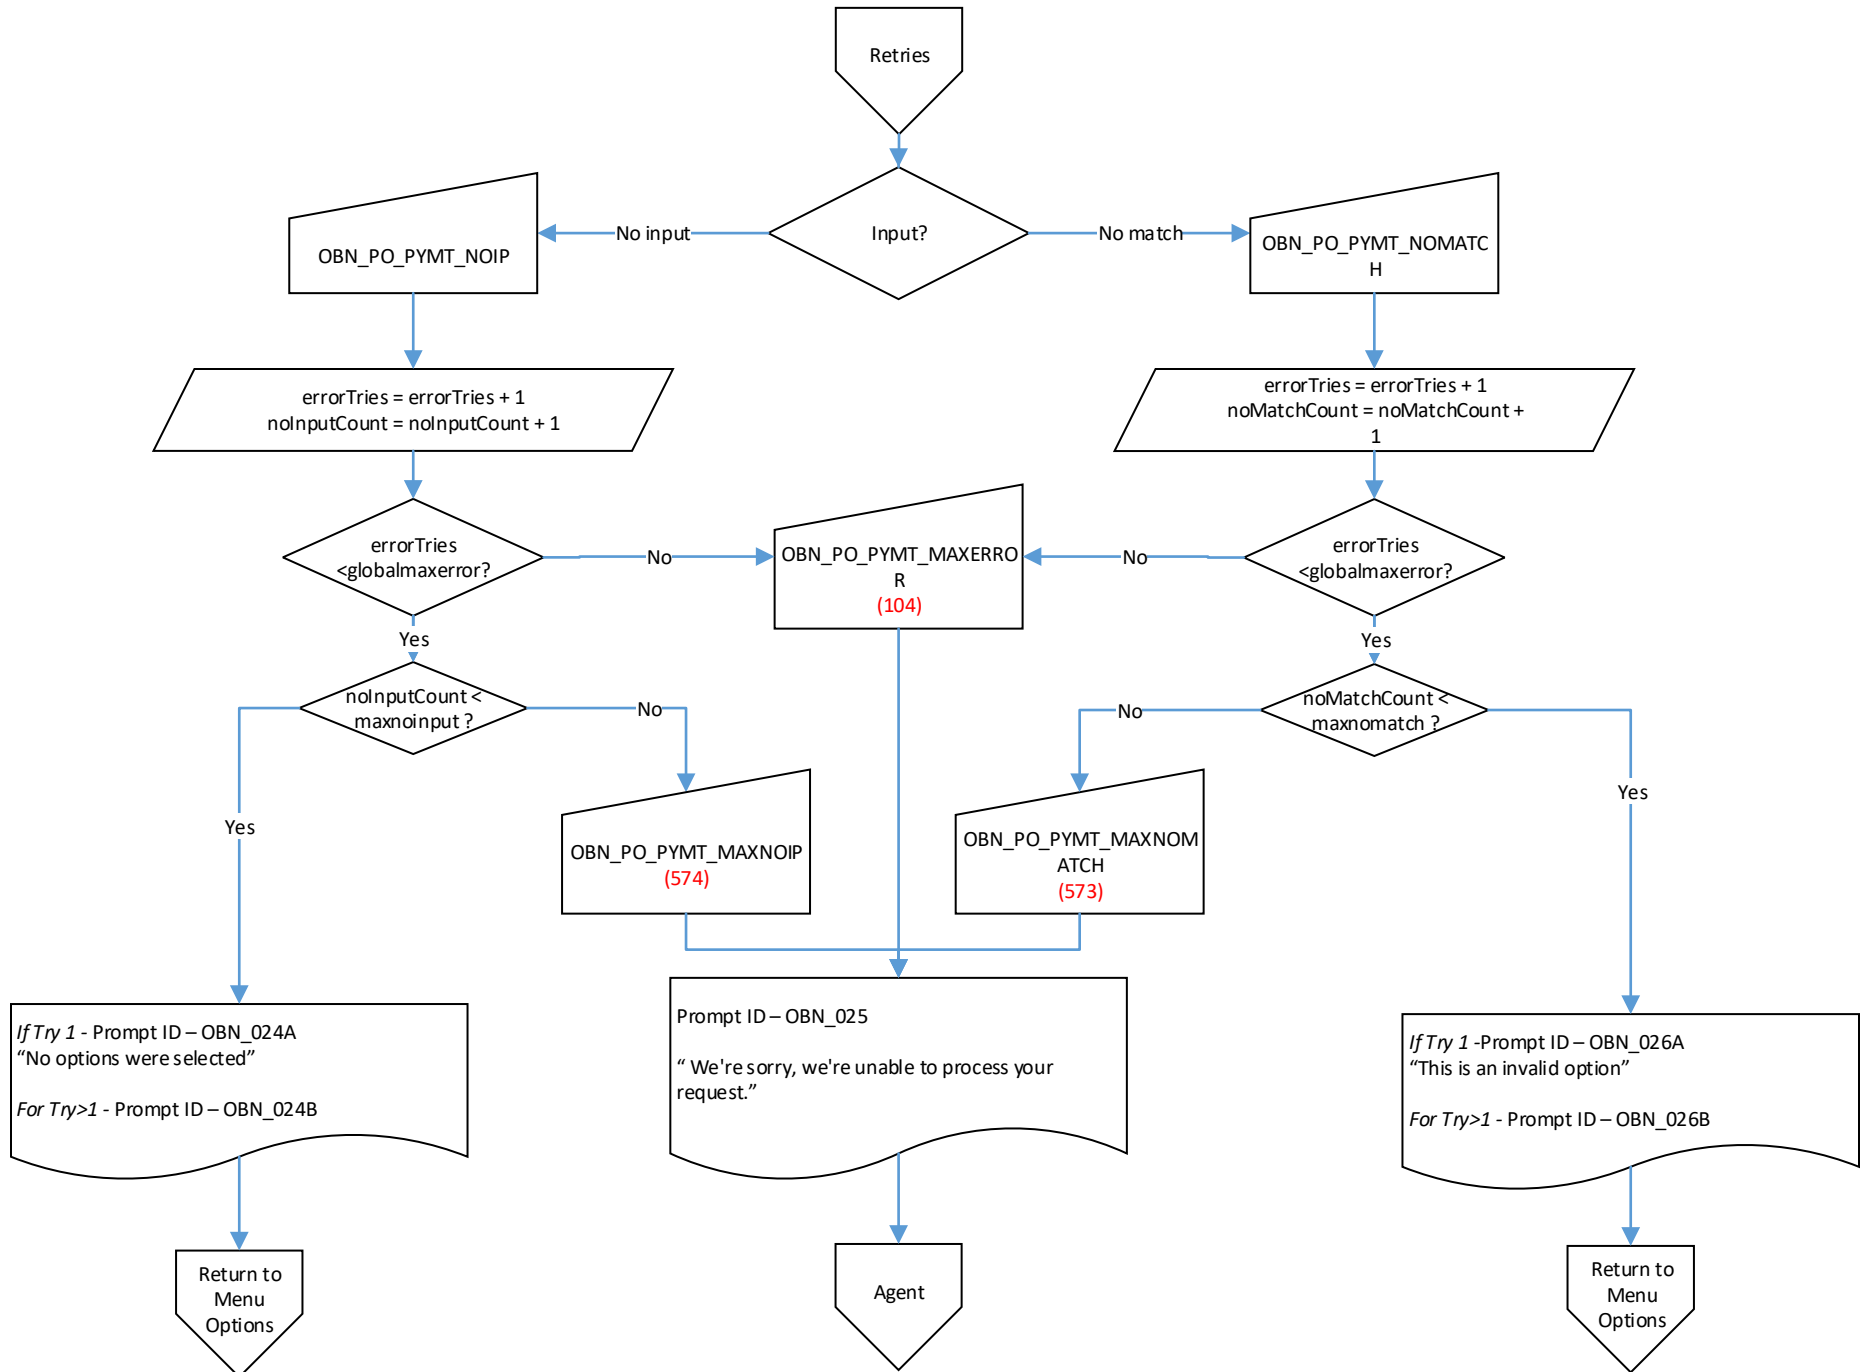 Retries
Input?
No input
No match
OBN_PO_PYMT_NOIP
OBN_PO_PYMT_NOMATC
H
errorTries = errorTries + 1
noInputCount = noInputCount + 1
errorTries = errorTries + 1
noMatchCount = noMatchCount +
1
errorTries
<globalmaxerror?
No
OBN_PO_PYMT_MAXERRO
R
(104)
No
errorTries
<globalmaxerror?
Yes
Yes
noInputCount <
maxnoinput ?
No
No
noMatchCount <
maxnomatch ?
Yes
Yes
OBN_PO_PYMT_MAXNOIP
(574)
OBN_PO_PYMT_MAXNOM
ATCH
(573)
If Try 1 - Prompt ID – OBN_024A
“No options were selected”
For Try>1 - Prompt ID – OBN_024B
Prompt ID – OBN_025
“ We're sorry, we're unable to process your
request.”
If Try 1 -Prompt ID – OBN_026A
“This is an invalid option”
For Try>1 - Prompt ID – OBN_026B
Return to
Menu
Options
Agent
Return to
Menu
Options